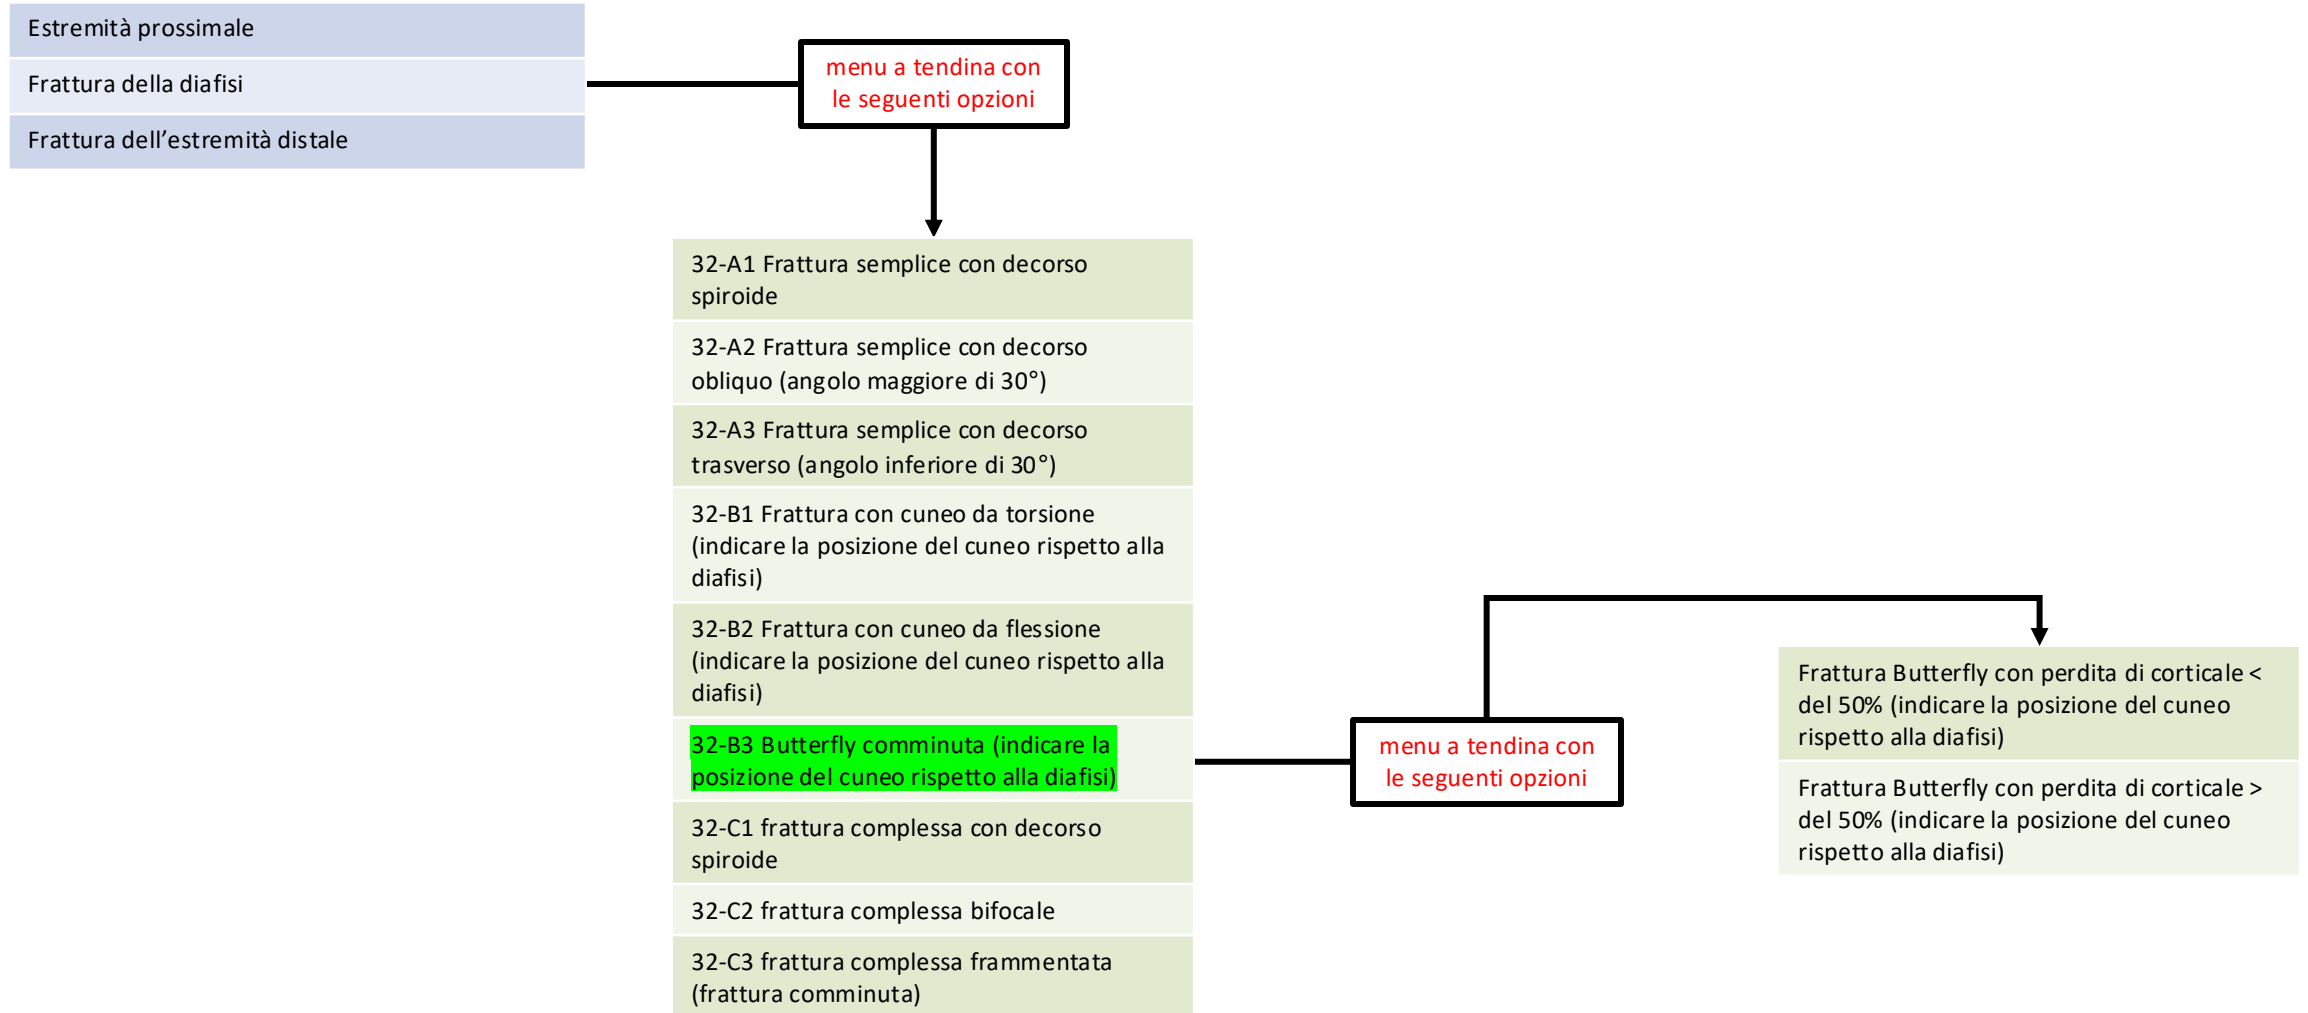 Estremità prossimale
Frattura della diafisi
Frattura dell’estremità distale
menu a tendina con
le seguenti opzioni
32-A1 Frattura semplice con decorso
spiroide
32-A2 Frattura semplice con decorso
obliquo (angolo maggiore di 30°)
32-A3 Frattura semplice con decorso
trasverso (angolo inferiore di 30°)
32-B1 Frattura con cuneo da torsione
(indicare la posizione del cuneo rispetto alla
diafisi)
32-B2 Frattura con cuneo da flessione
(indicare la posizione del cuneo rispetto alla
diafisi)
32-B3 Butterfly comminuta (indicare la
posizione del cuneo rispetto alla diafisi)
32-C1 frattura complessa con decorso
spiroide
32-C2 frattura complessa bifocale
32-C3 frattura complessa frammentata
(frattura comminuta)
menu a tendina con
le seguenti opzioni
Frattura Butterfly con perdita di corticale <
del 50% (indicare la posizione del cuneo
rispetto alla diafisi)
Frattura Butterfly con perdita di corticale >
del 50% (indicare la posizione del cuneo
rispetto alla diafisi)